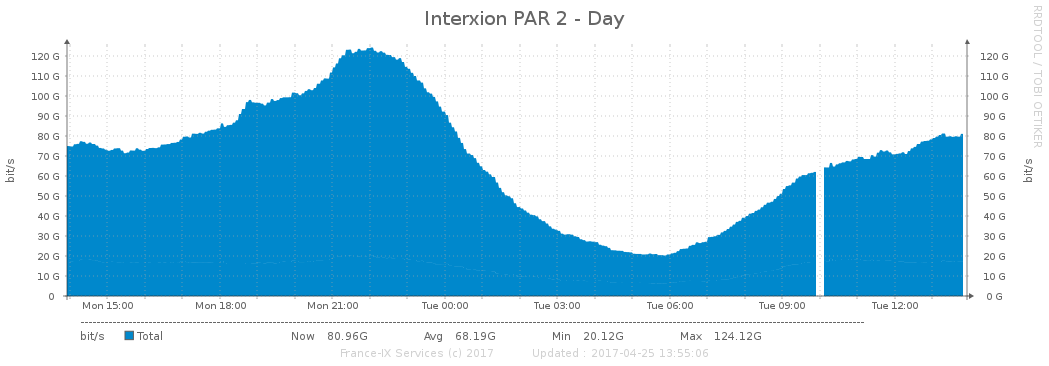 Interxion PAR 2 - Day
RRDTOOL / TOBI OETIKER
120 G 120 G
110 G 110 G
100 G 100 G
90 G 90 G
80 G 80 G
70 G 70 G
60 G 60 G
50 G 50 G
40 G 40 G
30 G 30 G
20 G 20 G
10 G 10 G
0 0 G
bit/s
bit/s
Mon 15:00 Mon 18:00 Mon 21:00 Tue 00:00 Tue 03:00 Tue 06:00 Tue 09:00 Tue 12:00
bit/s Total Now 80.96G Avg 68.19G Min 20.12G Max 124.12G
France-IX Services (c) 2017 Updated : 2017-04-25 13:55:06